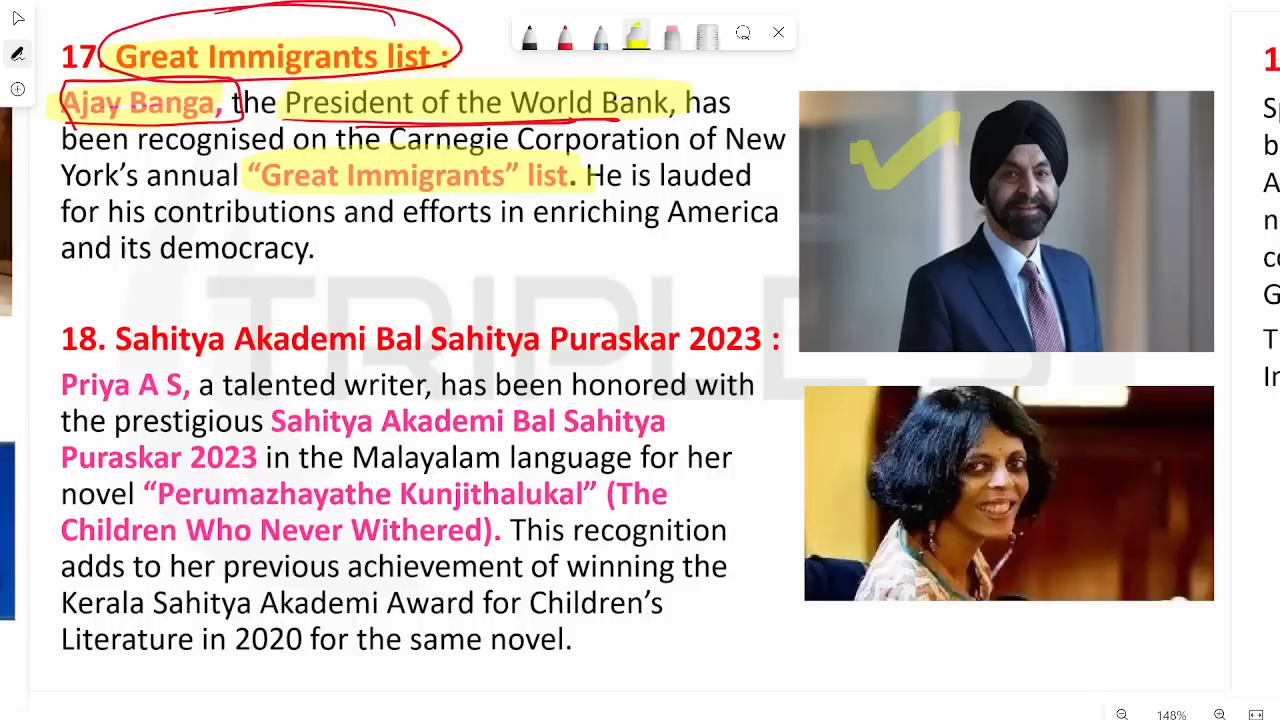 17. Great Immigrants list :
Ajay Banga, the President of the World Bank, has
been recognised on the Carnegie Corporation of New
York’s annual “Great Immigrants” list. He is lauded
for his contributions and efforts in enriching America
and its democracy.
18. Sahitya Akademi Bal Sahitya Puraskar 2023 :
Priya A S, a talented writer, has been honored with
the prestigious Sahitya Akademi Bal Sahitya
Puraskar 2023 in the Malayalam language for her
novel “Perumazhayathe Kunjithalukal” (The
Children Who Never Withered). This recognition
adds to her previous achievement of winning the
Kerala Sahitya Akademi Award for Children’s
Literature in 2020 for the same novel.
TRIPLE S
148%